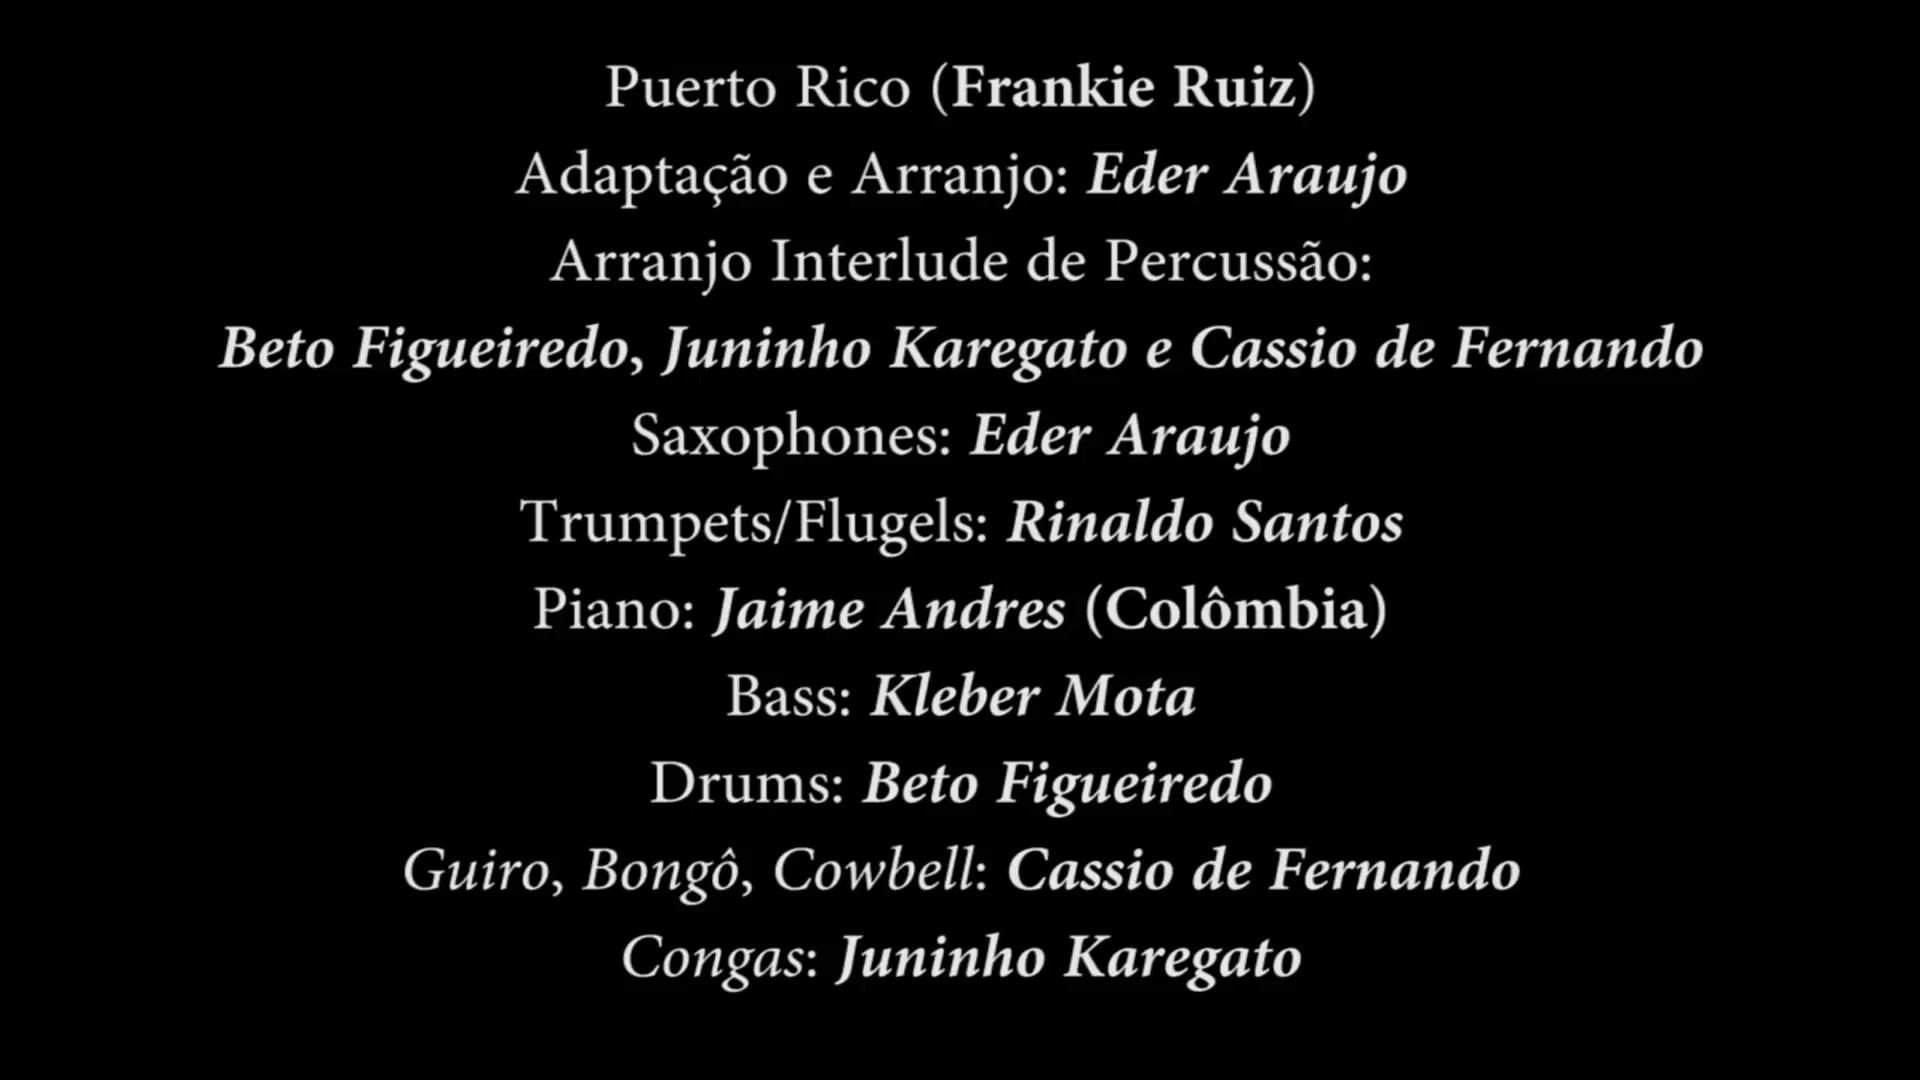 Puerto Rico (Frankie Ruiz)
Adaptação e Arranjo: Eder Araujo
Arranjo Interlude de Percussão:
Beto Figueiredo, Juninho Karegato e Cassio de Fernando
Saxophones: Eder Araujo
Trumpets/Flugels: Rinaldo Santos
Piano: Jaime Andres (Colômbia)
Bass: Kleber Mota
Drums: Beto Figueiredo
Guiro, Bongô, Cowbell: Cassio de Fernando
Congas: Juninho Karegato